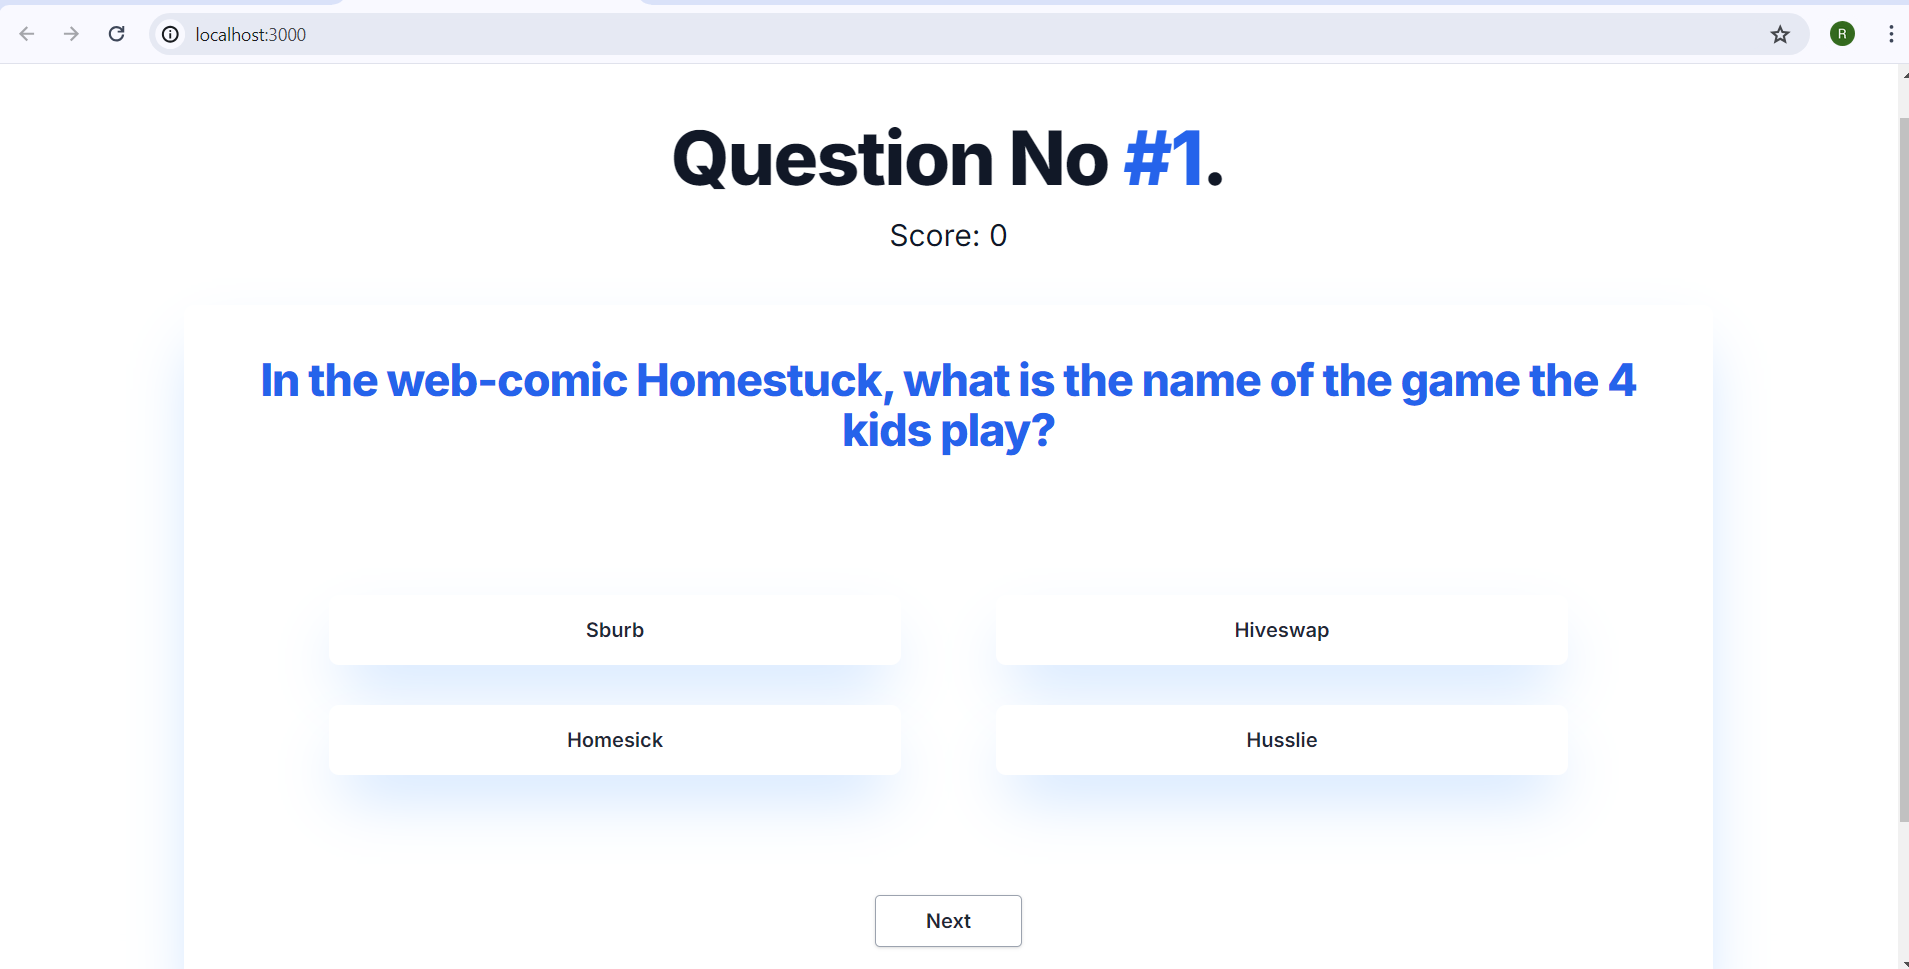 localhost:3000
R
Question No #1.
Score: 0
In the web-comic Homestuck, what is the name of the game the 4
kids play?
Sburb
Hiveswap
Homesick
Husslie
Next